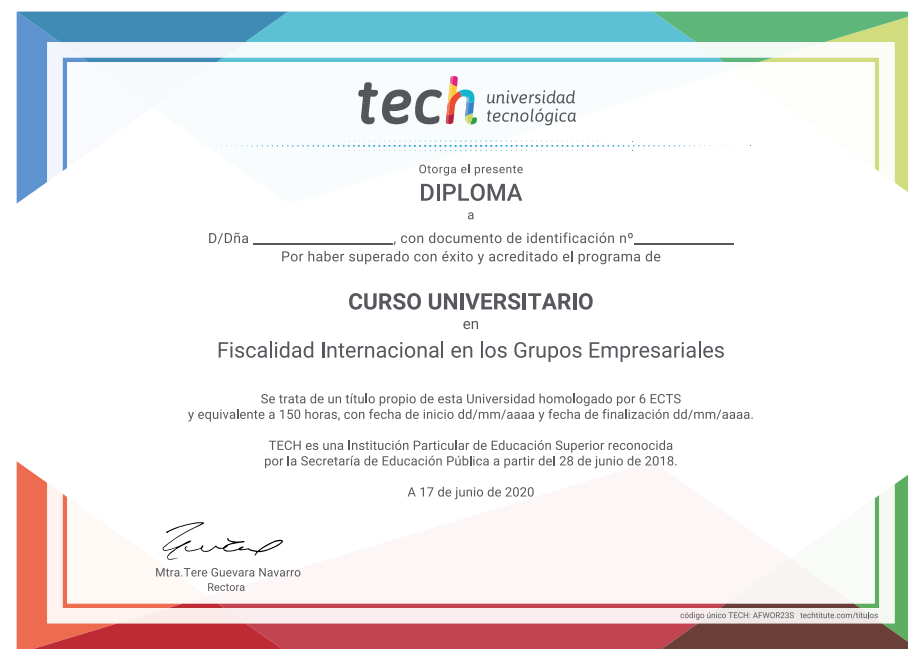 tech universidad
tecnológica
Otorga el presente
DIPLOMA
a
D/Dña ________________, con documento de identificación nº____________
Por haber superado con éxito y acreditado el programa de
CURSO UNIVERSITARIO
en
Fiscalidad Internacional en los Grupos Empresariales
Se trata de un título propio de esta Universidad homologado por 6 ECTS
y equivalente a 150 horas, con fecha de inicio dd/mm/aaaa y fecha de finalización dd/mm/aaaa.
TECH es una Institución Particular de Educación Superior reconocida
por la Secretaría de Educación Pública a partir del 28 de junio de 2018.
A 17 de junio de 2020
Mtra.Tere Guevara Navarro
Rectora
código único TECH: AFWOR23S techtitute.com/titulos